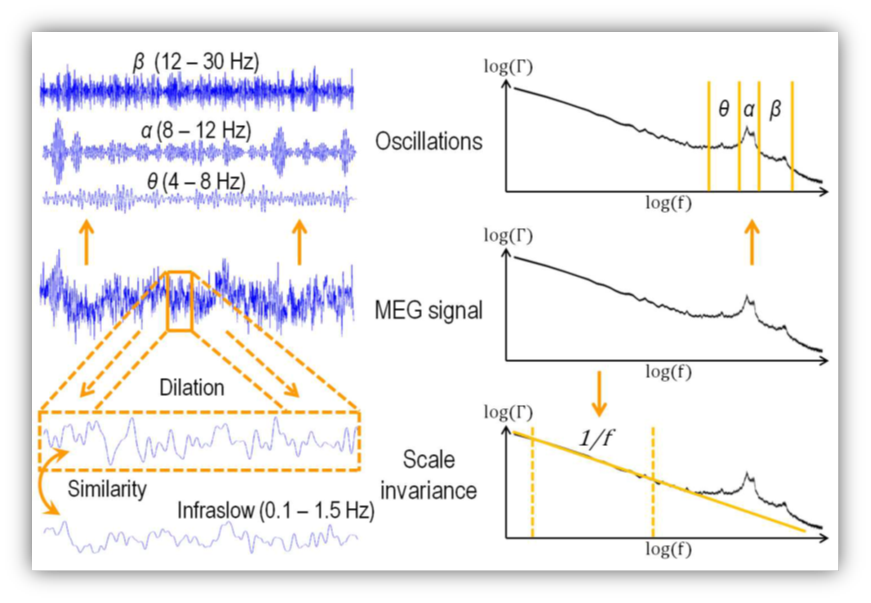 β (12 – 30 Hz)
α (8 – 12 Hz)
θ (4 – 8 Hz)
Oscillations
log(Γ)
θ α β
log(f)
MEG signal
log(Γ)
log(f)
Dilation
Similarity
Infraslow (0.1 – 1.5 Hz)
Scale
invariance
log(Γ)
1/f
log(f)